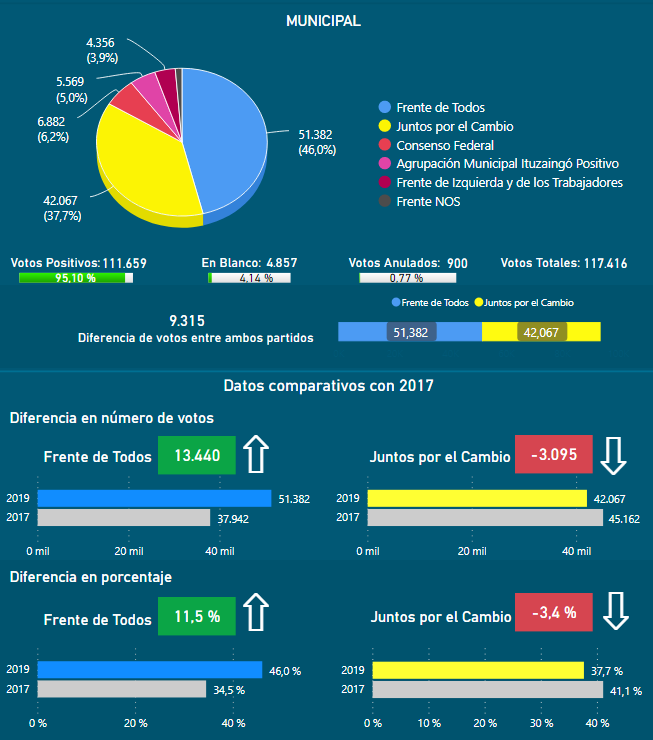 MUNICIPAL
4.356
(3,9%)
5.569
(5,0%)
6.882
(6,2%)
42.067
(37,7%)
51.382
(46,0%)
Frente de Todos
Juntos por el Cambio
Consenso Federal
Agrupación Municipal Ituzaingó Positivo
Frente de Izquierda y de los Trabajadores
Frente NOS
Votos Positivos: 111.659
95,10 %
En Blanco: 4.857
4,14 %
Votos Anulados: 900
0,77 %
Votos Totales: 117.416
9.315
Diferencia de votos entre ambos partidos
Frente de Todos Juntos por el Cambio
51,382 42,067
Datos comparativos con 2017
Diferencia en número de votos
Frente de Todos 13.440
2019 51.382
2017 37.942
0 mil 20 mil 40 mil
Juntos por el Cambio -3.095
2019 42.067
2017 45.162
0 mil 20 mil 40 mil
Diferencia en porcentaje
Frente de Todos 11,5 %
2019 46,0 %
2017 34,5 %
0 % 20 % 40 %
Juntos por el Cambio -3,4 %
2019 37,7 %
2017 41,1 %
0 % 10 % 20 % 30 % 40 %